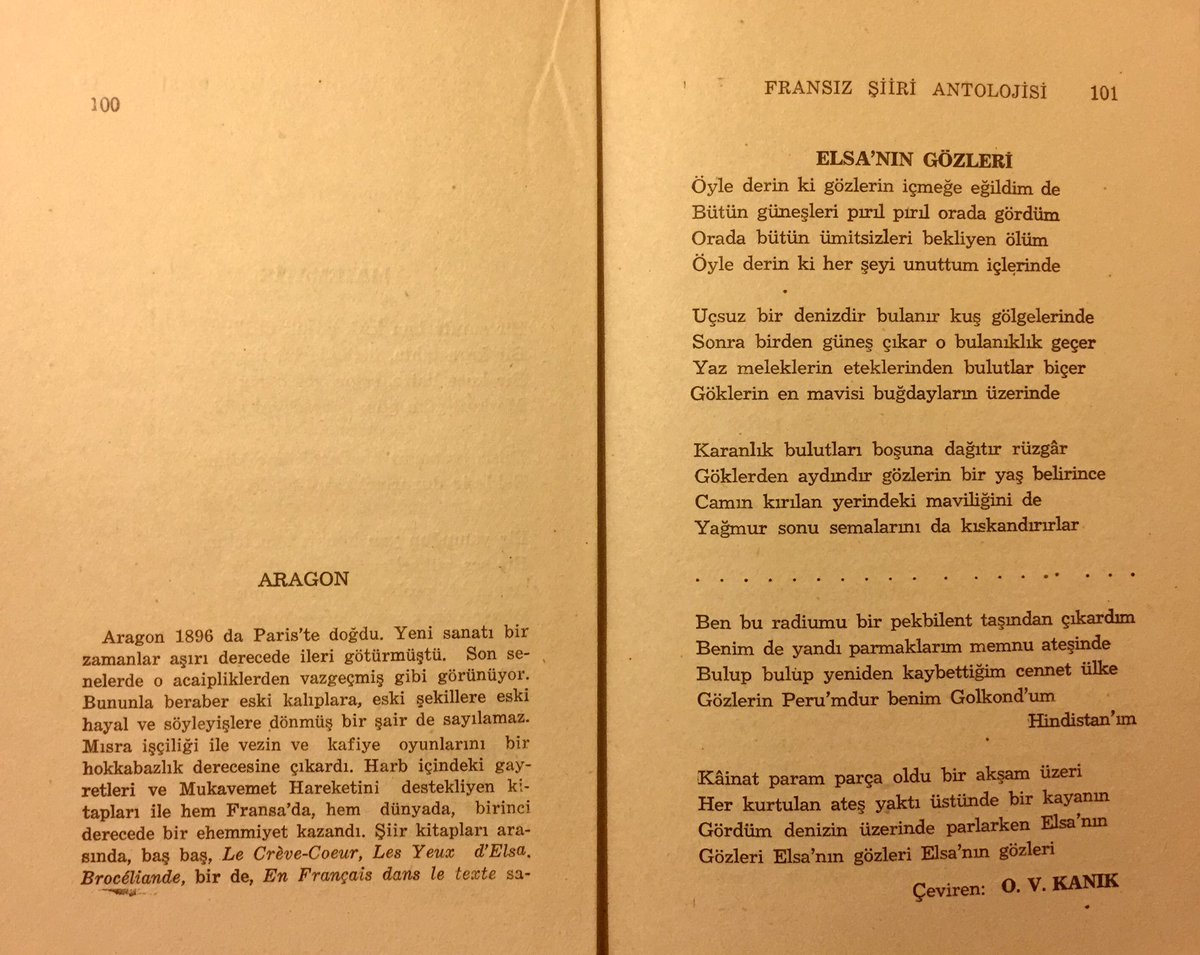 100
ARAGON
Aragon 1896 da Paris'te doğdu. Yeni sanatı bir
zamanlar aşırı derecede ileri götürmüştü. Son se-
nelerde o acaipliklerden vazgeçmiş gibi görünüyor.
Bununla beraber eski kalıplara, eski şekillere eski
hayal ve söyleyişlere dönmüş bir şair de sayılamaz.
Mısra işçiliği ile vezin ve kafiye oyunlarını bir
hokkabazlık derecesine çıkardı. Harb içindeki gay-
retleri ve Mukavemet Hareketini destekliyen ki-
tapları ile hem Fransa'da, hem dünyada, birinci
derecede bir ehemmiyet kazandı. Şiir kitapları ara-
sında, baş baş, Le Crève-Coeur, Les Yeux d'Elsa.
Brocéliande, bir de, En Français dans le texte sa-
FRANSIZ ŞİİRİ ANTOLOJİSİ 101
ELSA'NIN GÖZLERİ
Öyle derin ki gözlerin içmeğe eğildim de
Bütün güneşleri pırıl pırıl orada gördüm
Orada bütün ümitsizleri bekliyen ölüm
Öyle derin ki her şeyi unuttum içlerinde
Uçsuz bir denizdir bulanır kuş gölgelerinde
Sonra birden güneş çıkar o bulanıklık geçer
Yaz meleklerin eteklerinden bulutlar biçer
Göklerin en mavisi buğdayların üzerinde
Karanlık bulutları boşuna dağıtır rüzgâr
Göklerden aydındır gözlerin bir yaş belirince
Camın kırılan yerindeki maviliğini de
Yağmur sonu semalarını da kıskandırırlar
. . . . . . . . . . . . . . . . . .
Ben bu radiumu bir pekbilent taşından çıkardım
Benim de yandı parmaklarım memnu ateşinde
Bulup bulup yeniden kaybettiğim cennet ülke
Gözlerin Peru'mdur benim Golkond'um
Hindistan'ım
Kâinat param parça oldu bir akşam üzeri
Her kurtulan ateş yaktı üstünde bir kayanın
Gördüm denizin üzerinde parlarken Elsa'nın
Gözleri Elsa'nın gözleri Elsa'nın gözleri
Çeviren: O. V. KANIK